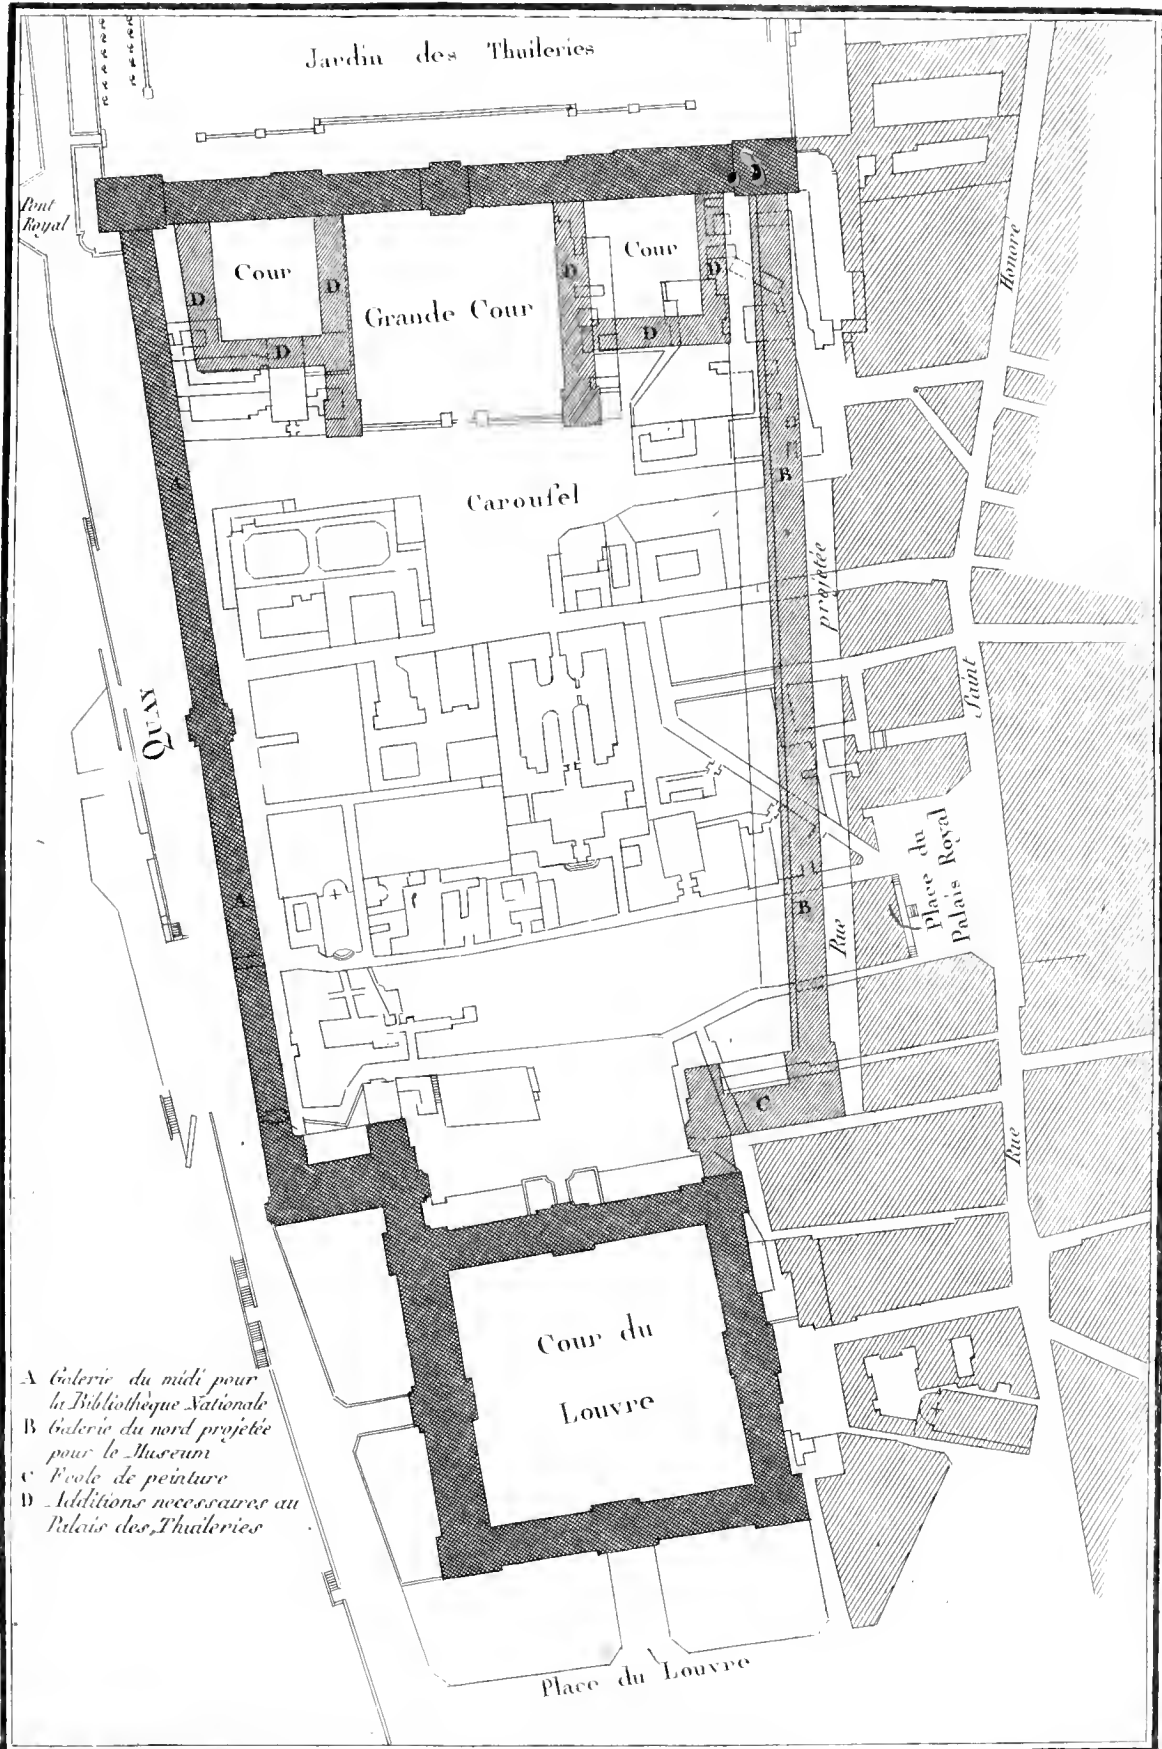 Jardin des Thuileries
Pont
Royal
Cour
Cour
D
D
D
D
D
D
Grande Cour
Honore
A
Caroufel
B
projetée
Quay
Saint
A
B
Rue
Place du
Palais Royal
C
Rue
Cour du
Louvre
A Galerie du midi pour
la Bibliothèque Nationale
B Galerie du nord projetée
pour le Museum
C Ecole de peinture
D Additions necessaires au
Palais des Thuileries
Place du Louvre